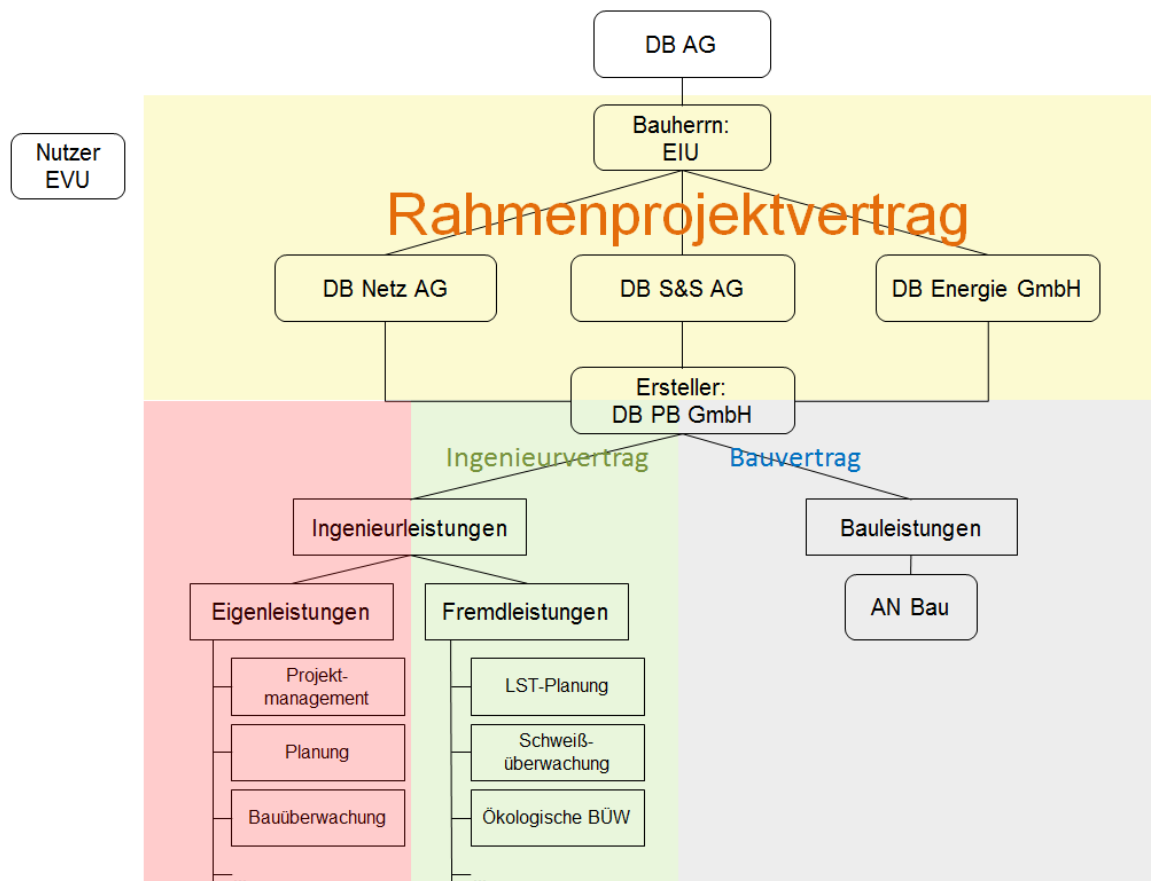 DB AG
Bauherrn:
EIU
Nutzer
EVU
Rahmenprojektvertrag
DB Netz AG
DB S&S AG
DB Energie GmbH
Ersteller:
DB PB GmbH
Ingenieurvertrag
Bauvertrag
Ingenieurleistungen
Bauleistungen
Eigenleistungen
Fremdleistungen
AN Bau
Projekt-
management
LST-Planung
Planung
Schweiß-
überwachung
Bauüberwachung
Ökologische BÜW